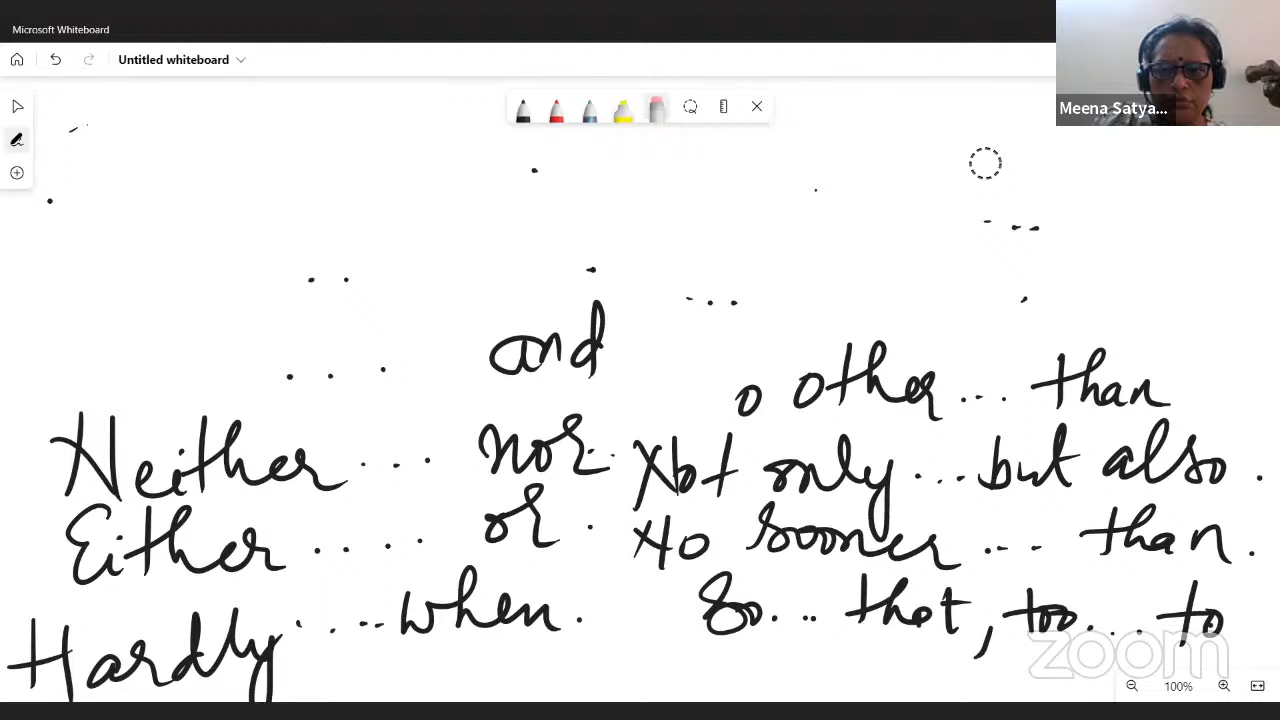 Microsoft Whiteboard
Untitled whiteboard
Meena Satya...
and
o other... than
Neither ... nor..
Not only ...but also.
Either .... or .
No sooner ... than.
Hardly ....when.
So... that, too... to
zoom
100%